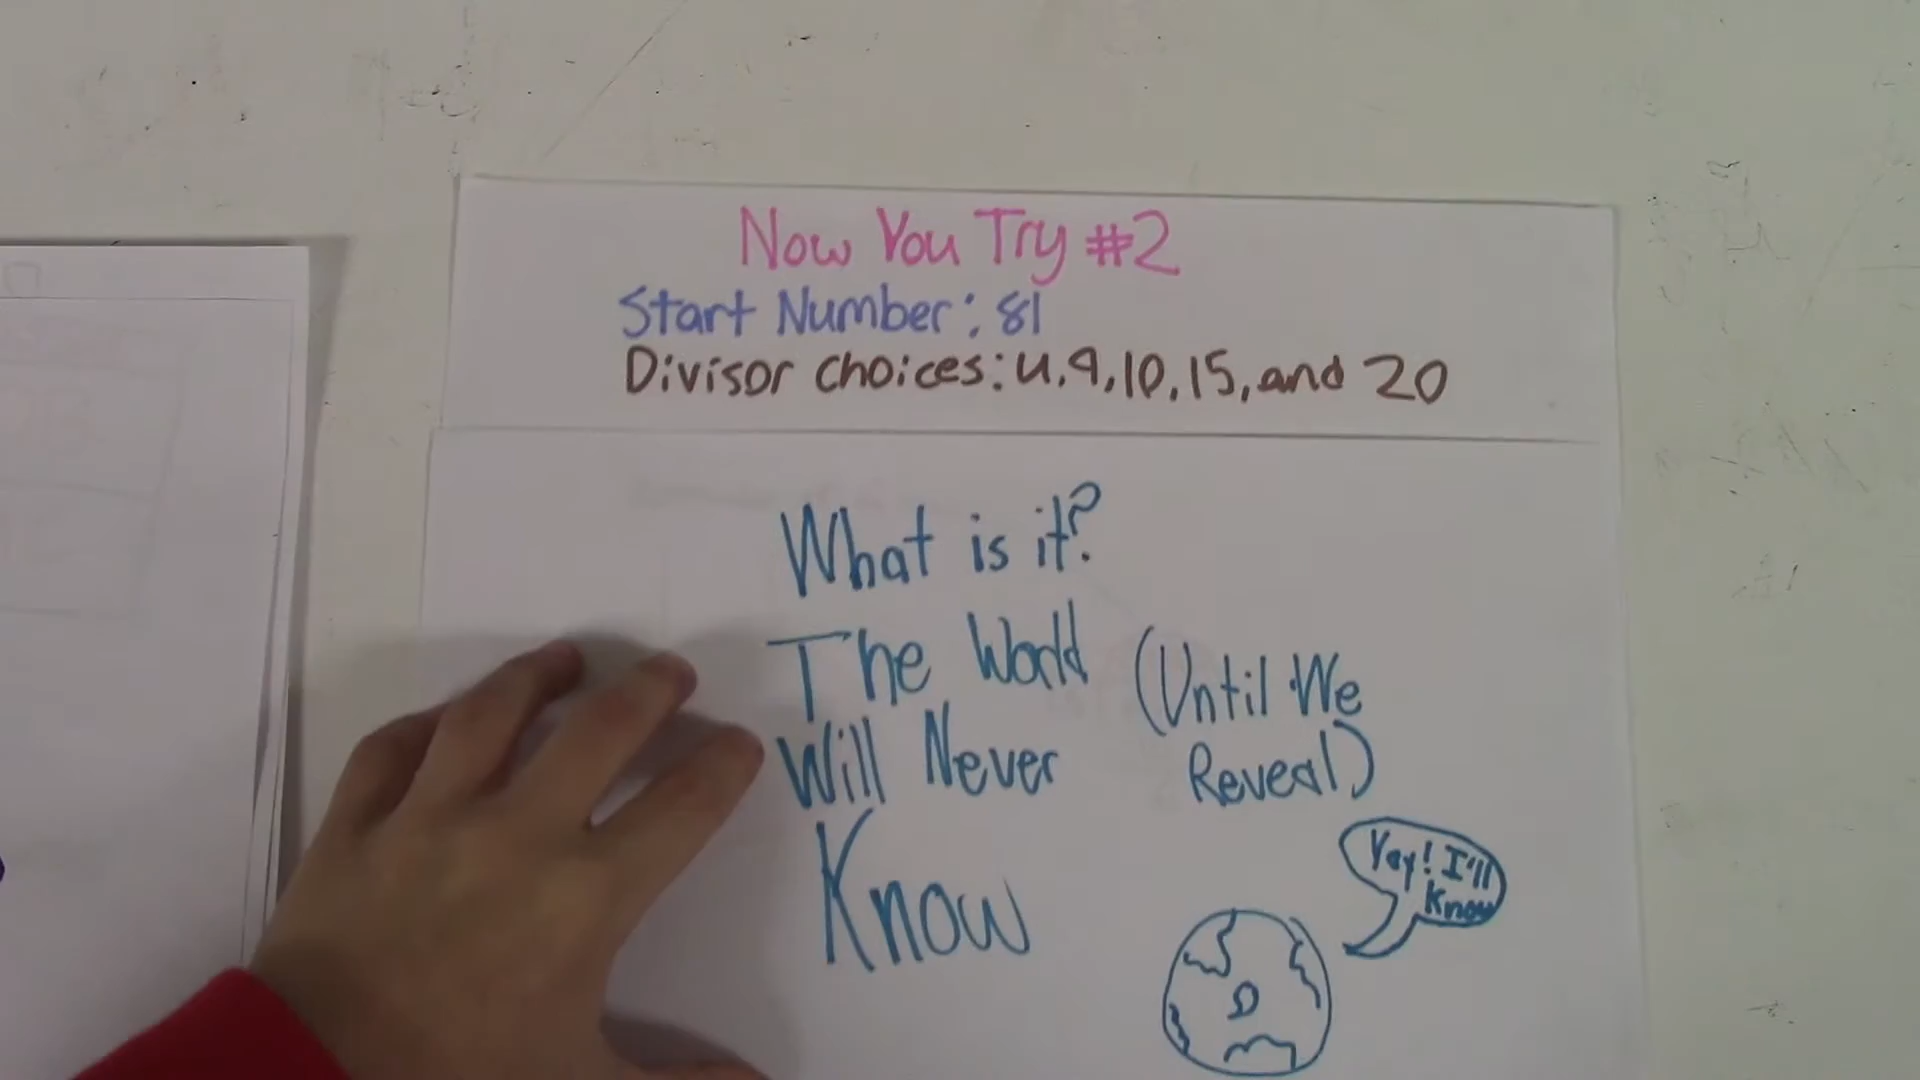 Now You Try #2
Start Number: 81
Divisor choices: 4, 9, 10, 15, and 20
What is it?
The World
Will Never
Know
(Until We
Reveal)
Yay! I'll
Know